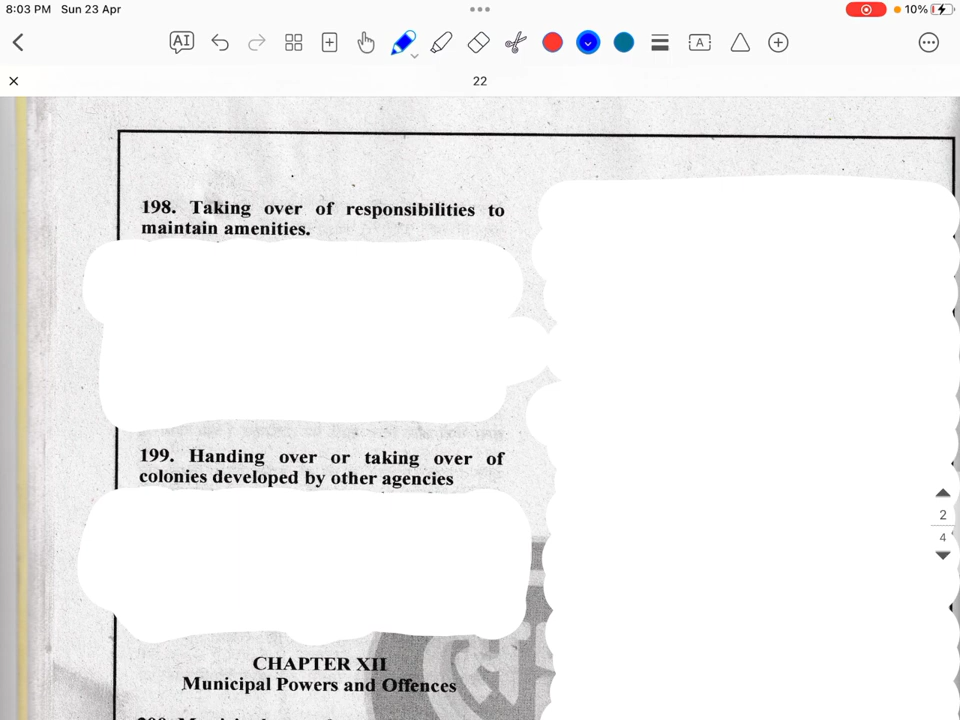 8:03 PM Sun 23 Apr
10%
AI
A
22
198. Taking over of responsibilities to
maintain amenities.
199. Handing over or taking over of
colonies developed by other agencies
2
4
CHAPTER XII
Municipal Powers and Offences